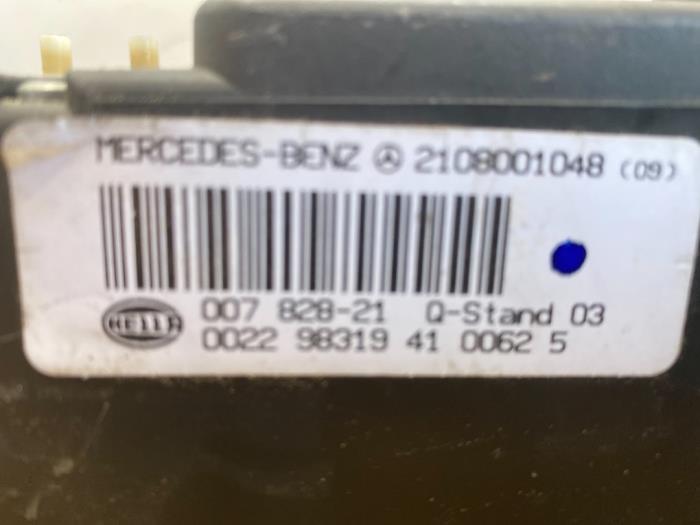 MERCEDES-BENZ 2108001048 (09)
HELLA 007 828-21 Q-Stand 03
0022 98319 41 0062 5